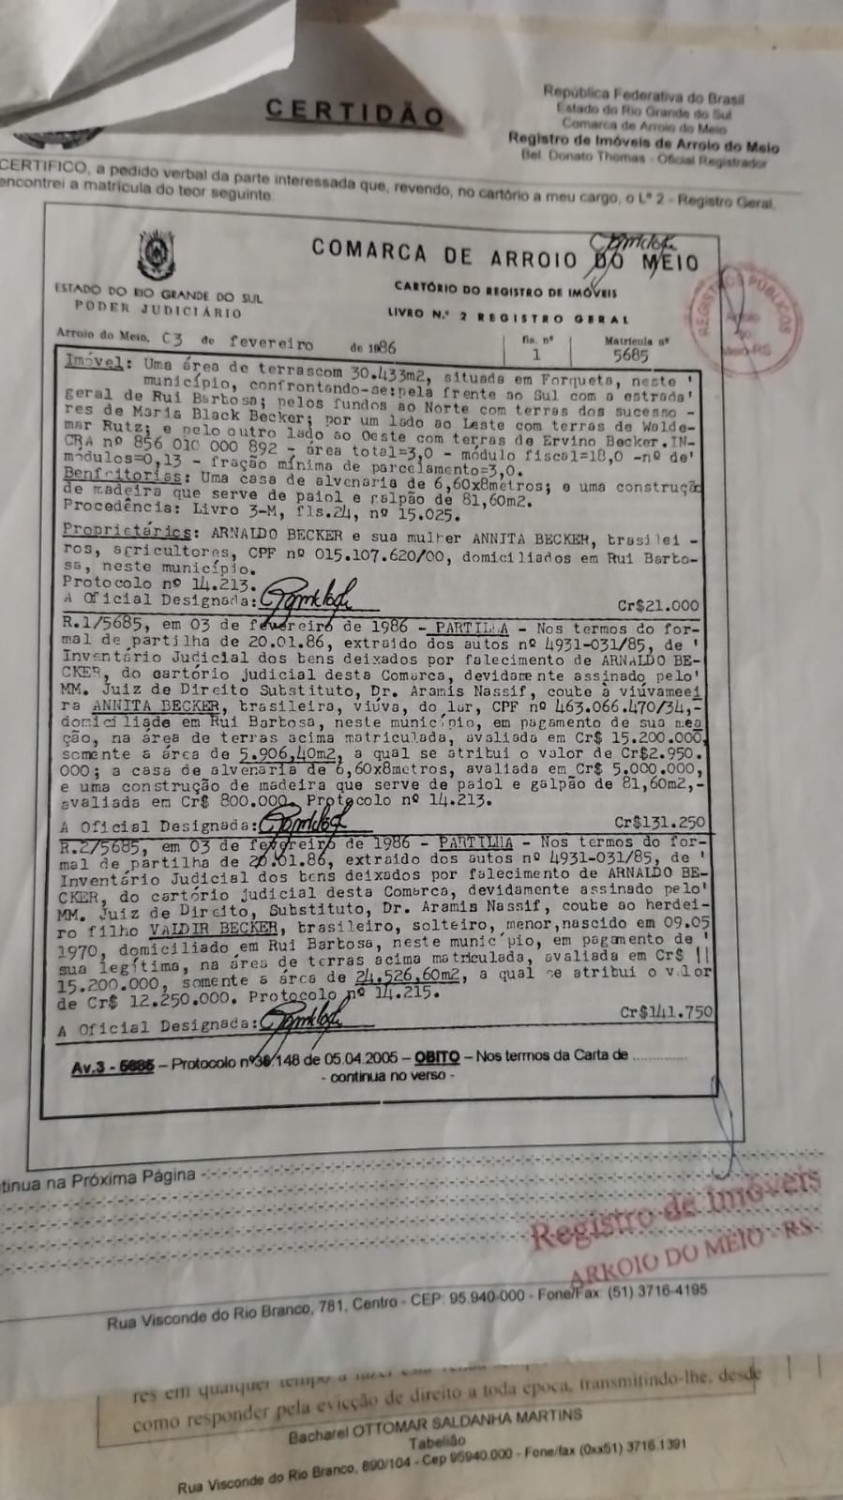 CERTIDÃO
República Federativa do Brasil
Estado do Rio Grande do Sul
Comarca de Arroio do Meio
Registro de Imóveis de Arroio do Meio
Bel. Donato Thomas - Oficial Registrador
CERTIFICO, a pedido verbal da parte interessada que, revendo, no cartório a meu cargo, o L° 2 - Registro Geral,
encontrei a matrícula do teor seguinte:
COMARCA DE ARROIO DO MEIO
ESTADO DO RIO GRANDE DO SUL
PODER JUDICIÁRIO
CARTÓRIO DO REGISTRO DE IMÓVEIS
LIVRO N.º 2 REGISTRO GERAL
REGISTROS PÚBLICOS
Arroio do Meio, 03 de fevereiro de 1986
fls. nº
1
Matrícula nº
5685
Imóvel: Uma área de terrascom 30.433m2, situada em Forqueta, neste '
município, confrontando-se:pela frente ao Sul com a estrada'
geral de Rui Barbosa; pelos fundos ao Norte com terras dos sucesso -
res de Maria Black Becker; por um lado ao Leste com terras de Walde-
mar Rutz; e pelo outro lado ao Oeste com terras de Ervino Becker.IN-
CRA nº 856 010 000 892 - área total=3,0 - módulo fiscal=18,0 -nº de'
módulos=0,13 - fração mínima de parcelamento=3,0.
Benfeitorias: Uma casa de alvenaria de 6,60x8metros; e uma construção
de madeira que serve de paiol e galpão de 81,60m2.
Procedência: Livro 3-M, fls.24, nº 15.025.
Proprietários: ARNALDO BECKER e sua mulher ANNITA BECKER, brasilei -
ros, agricultores, CPF nº 015.107.620/00, domiciliados em Rui Barbo-
sa, neste município.
Protocolo nº 14.213.
A Oficial Designada:
Cr$21.000
R.1/5685, em 03 de fevereiro de 1986 - PARTILHA - Nos termos do for-
mal de partilha de 20.01.86, extraido dos autos nº 4931-031/85, de '
Inventário Judicial dos bens deixados por falecimento de ARNALDO BE-
CKER, do cartório judicial desta Comarca, devidamente assinado pelo'
MM. Juiz de Direito Substituto, Dr. Aramis Nassif, coube à viúvameei
ra ANNITA BECKER, brasileira, viúva, do lar, CPF nº 463.066.470/34,-
domiciliade em Rui Barbosa, neste município, em pagamento de sua mea
ção, na área de terras acima matriculada, avaliada em Cr$ 15.200.000,
somente a área de 5.906,40m2, a qual se atribui o valor de Cr$2.950.
000; a casa de alvenaria de 6,60x8metros, avaliada em Cr$ 5.000.000,
e uma construção de madeira que serve de paiol e galpão de 81,60m2,-
avaliada em Cr$ 800.000. Protocolo nº 14.213.
A Oficial Designada:
Cr$131.250
R.2/5685, em 03 de fevereiro de 1986 - PARTILHA - Nos termos do for-
mal de partilha de 20.01.86, extraido dos autos nº 4931-031/85, de '
Inventário Judicial dos bens deixados por falecimento de ARNALDO BE-
CKER, do cartório judicial desta Comarca, devidamente assinado pelo'
MM. Juiz de Direito, Substituto, Dr. Aramis Nassif, coube ao herdei-
ro filho VALDIR BECKER, brasileiro, solteiro, menor,nascido em 09.05
1970, domiciliado em Rui Barbosa, neste município, em pagamento de '
sua legítima, na área de terras acima matriculada, avaliada em Cr$
15.200.000, somente a área de 24.526,60m2, a qual se atribui o valor
de Cr$ 12.250.000. Protocolo nº 14.215.
A Oficial Designada:
Cr$141.750
Av.3 - 5685 – Protocolo nº 148 de 05.04.2005 – OBITO – Nos termos da Carta de .............
- continua no verso -
tinua na Próxima Página
Registro de Imóveis
ARROIO DO MEIO - RS
Rua Visconde do Rio Branco, 781, Centro - CEP: 95.940-000 - Fone/Fax: (51) 3716-4195
res em qualquer tempo a
como responder pela evicção de direito a toda época, transmitindo-lhe, desde
Bacharel OTTOMAR SALDANHA MARTINS
Tabelião
Rua Visconde do Rio Branco, 890/104 - Cep 95940.000 - Fone/fax (0xx51) 3716.1391